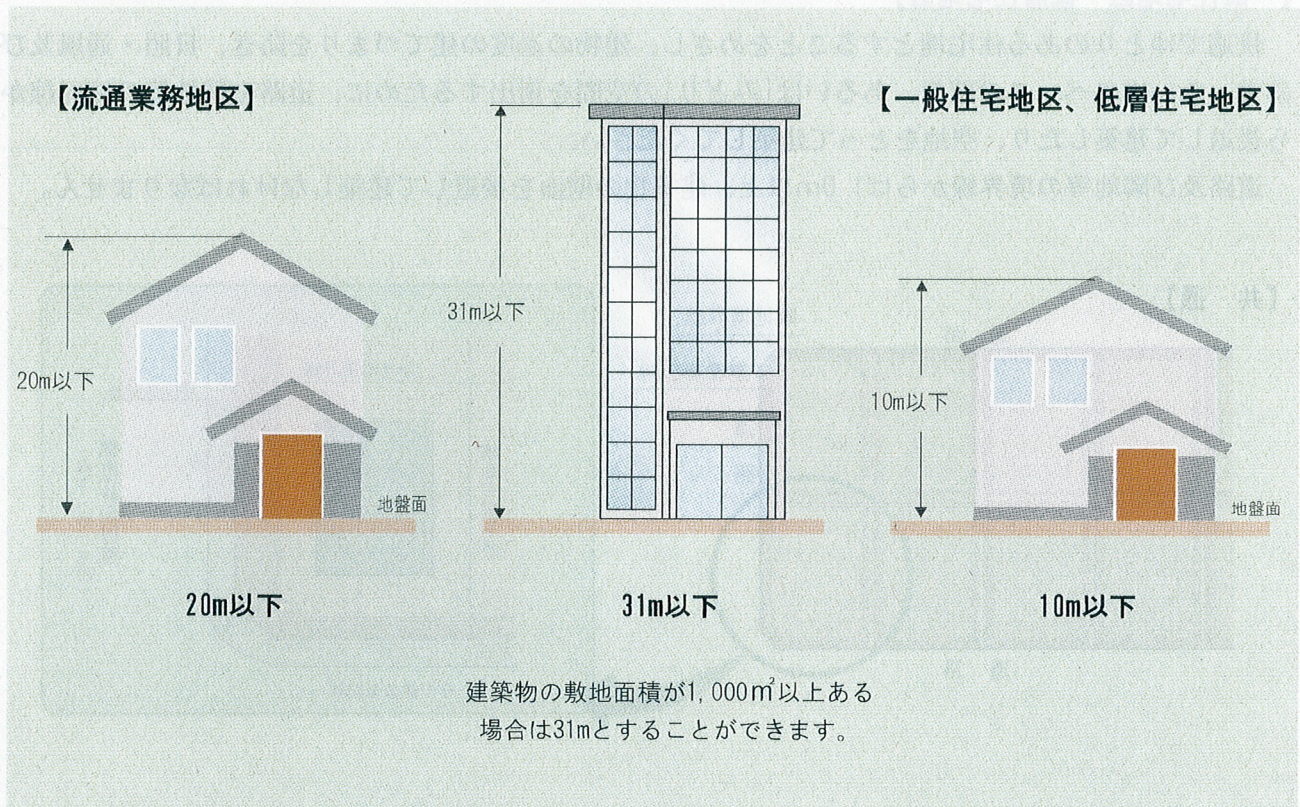 【流通業務地区】
【一般住宅地区、低層住宅地区】
20m以下
31m以下
10m以下
地盤面
地盤面
20m以下
31m以下
10m以下
建築物の敷地面積が1,000㎡以上ある
場合は31mとすることができます。